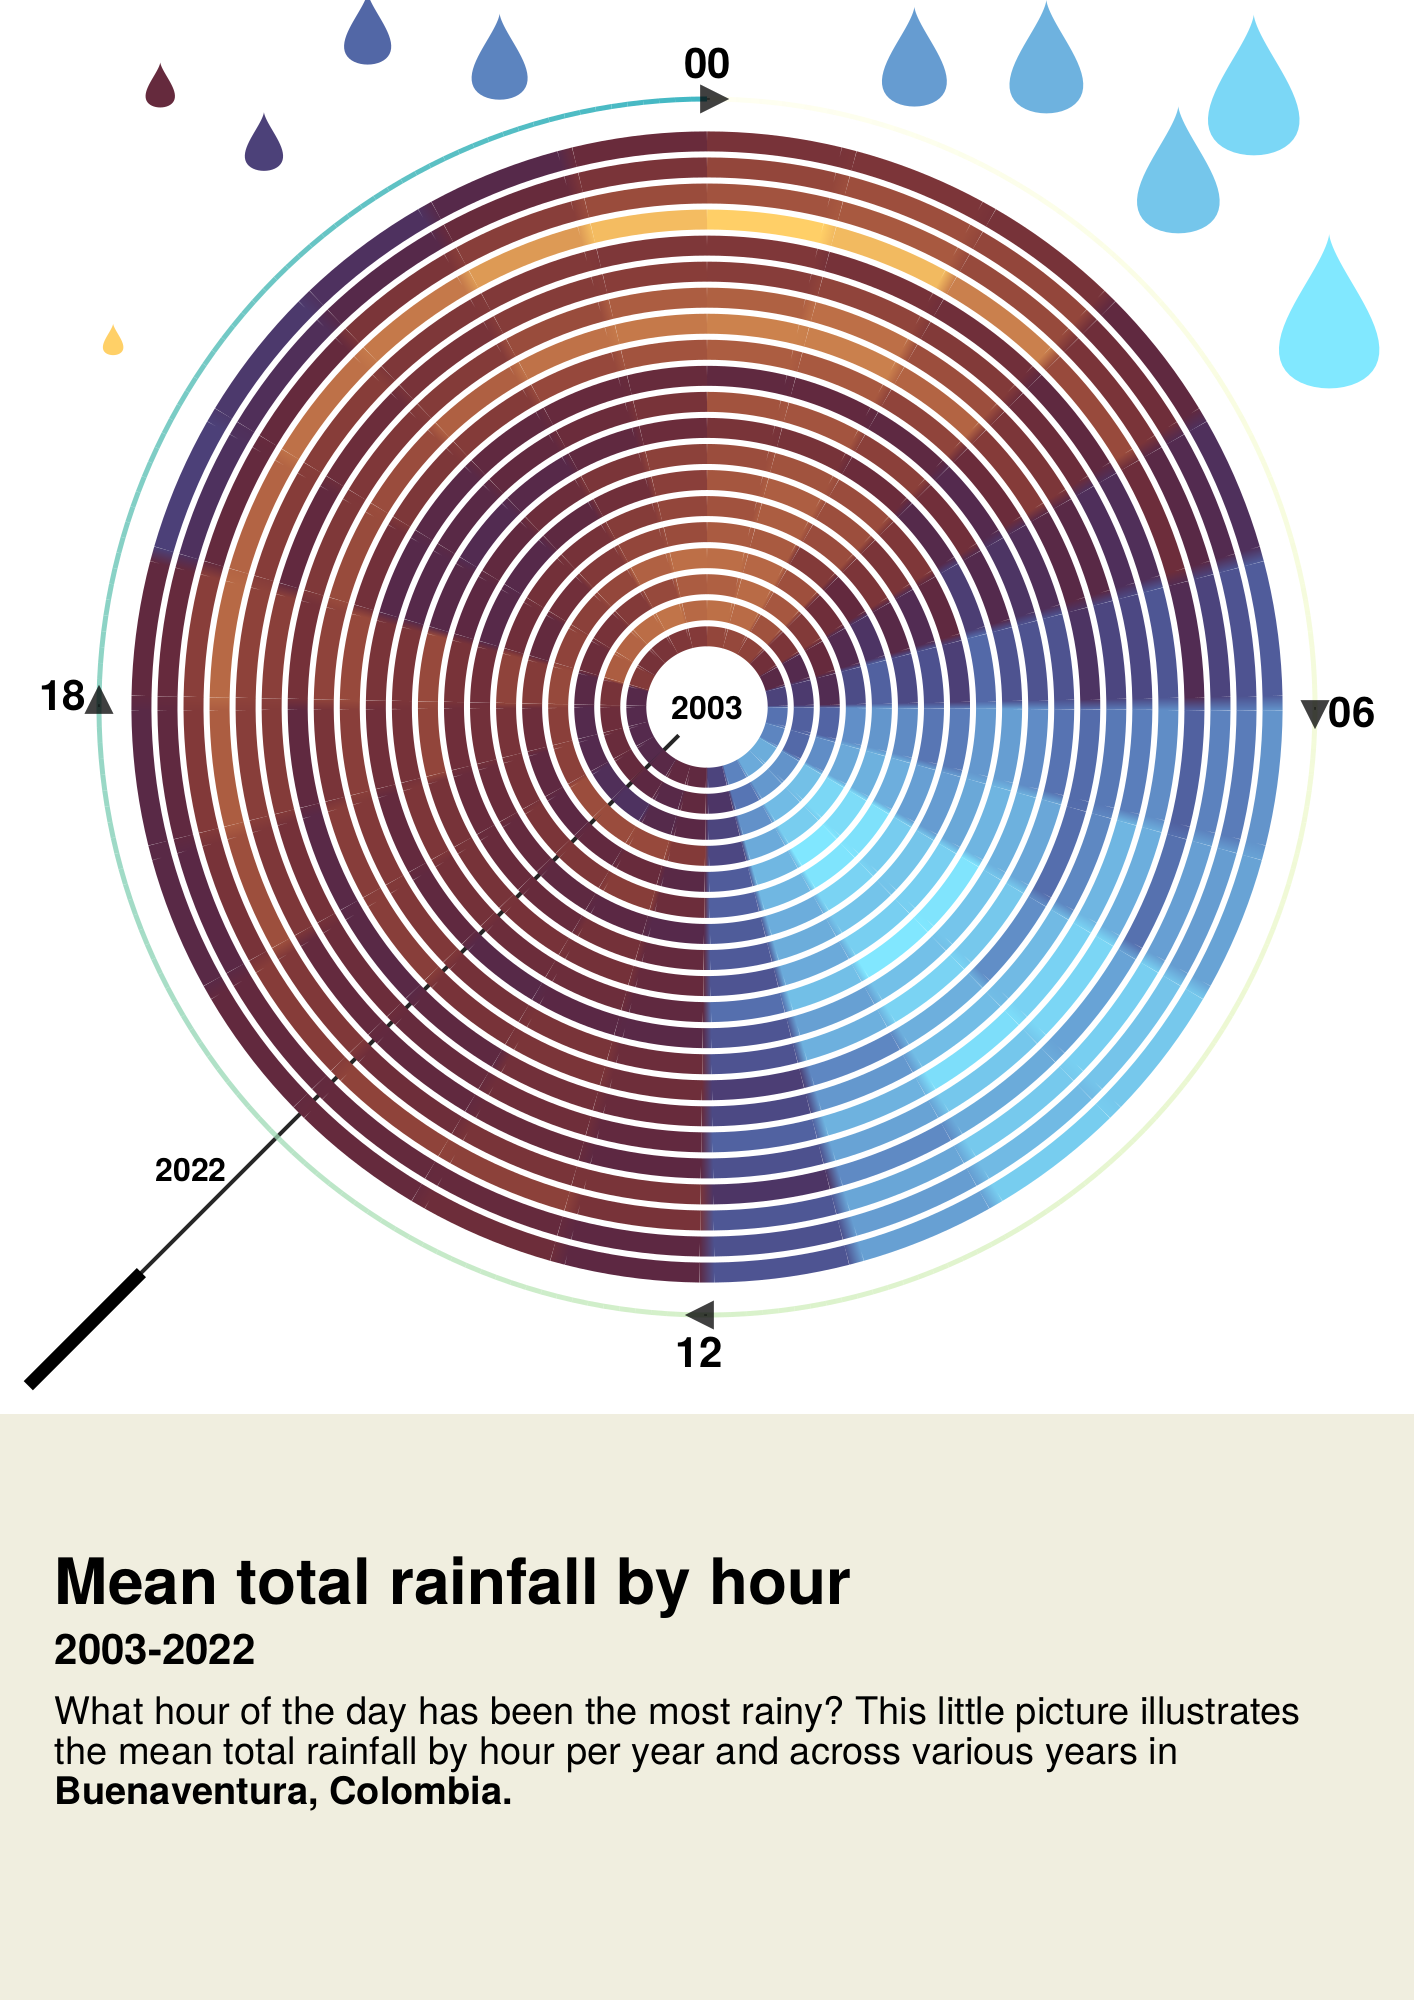 00
2003
18
06
2022
12
Mean total rainfall by hour
2003-2022
What hour of the day has been the most rainy? This little picture illustrates
the mean total rainfall by hour per year and across various years in
Buenaventura, Colombia.